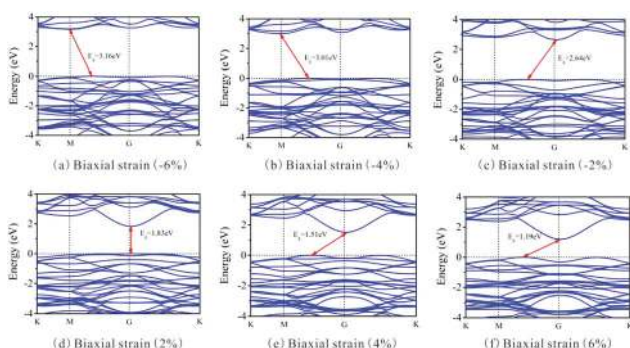 Energy (eV)
4
2
0
-2
-4
E_g=3.16eV
K M G K
(a) Biaxial strain (-6%)
Energy (eV)
4
2
0
-2
-4
E_g=3.01eV
K M G K
(b) Biaxial strain (-4%)
Energy (eV)
4
2
0
-2
-4
E_g=2.64eV
K M G K
(c) Biaxial strain (-2%)
Energy (eV)
4
2
0
-2
-4
E_g=1.83eV
K M G K
(d) Biaxial strain (2%)
Energy (eV)
4
2
0
-2
-4
E_g=1.51eV
K M G K
(e) Biaxial strain (4%)
Energy (eV)
4
2
0
-2
-4
E_g=1.19eV
K M G K
(f) Biaxial strain (6%)